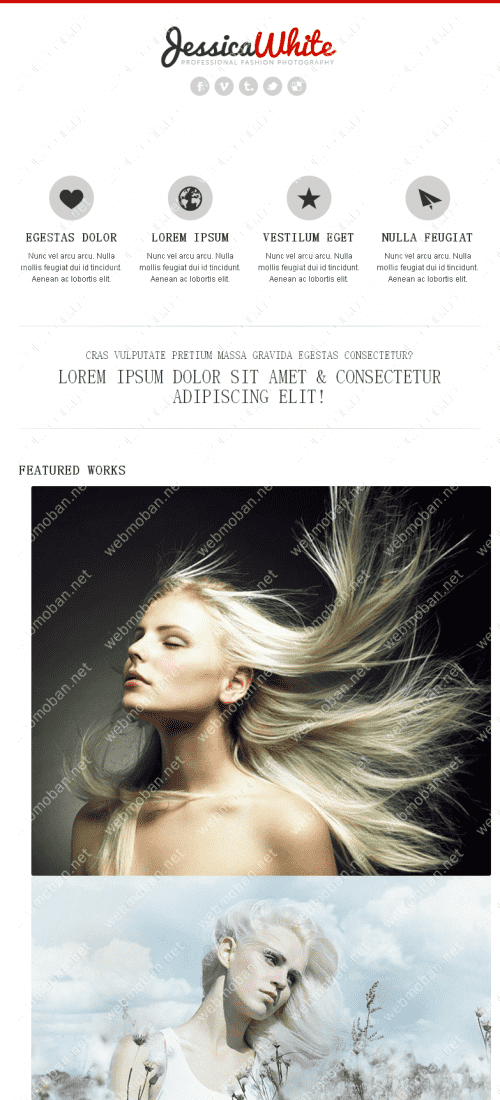 JessicaWhite
PROFESSIONAL FASHION PHOTOGRAPHY
EGESTAS DOLOR
Nunc vel arcu arcu. Nulla
mollis feugiat dui id tincidunt.
Aenean ac lobortis elit.
LOREM IPSUM
Nunc vel arcu arcu. Nulla
mollis feugiat dui id tincidunt.
Aenean ac lobortis elit.
VESTILUM EGET
Nunc vel arcu arcu. Nulla
mollis feugiat dui id tincidunt.
Aenean ac lobortis elit.
NULLA FEUGIAT
Nunc vel arcu arcu. Nulla
mollis feugiat dui id tincidunt.
Aenean ac lobortis elit.
CRAS VULPUTATE PRETIUM MASSA GRAVIDA EGESTAS CONSECTETUR?
LOREM IPSUM DOLOR SIT AMET & CONSECTETUR
ADIPISCING ELIT!
FEATURED WORKS
webmoban.net